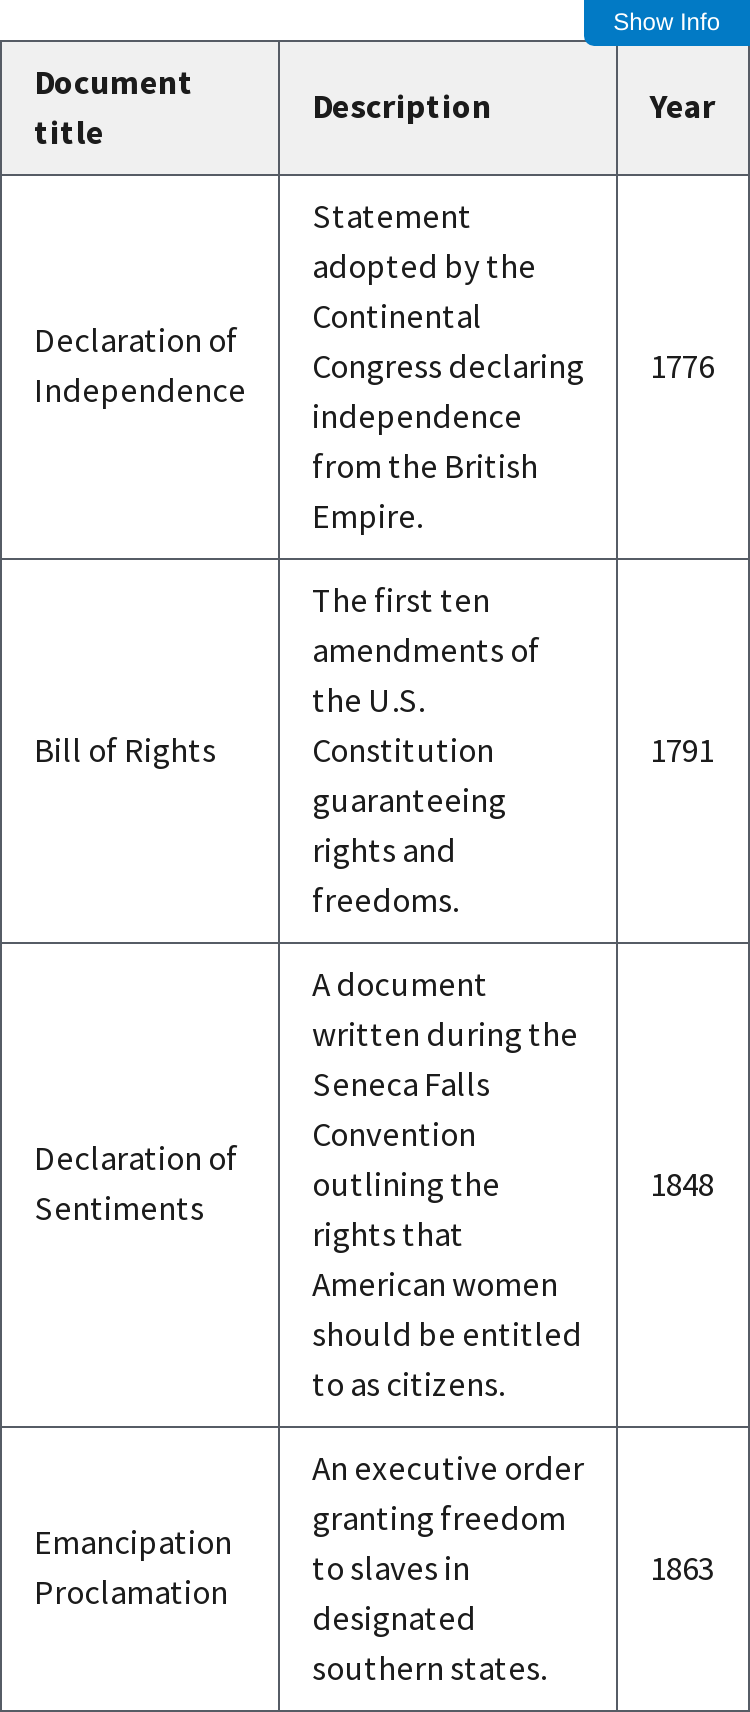 Show Info
Document
title
Description
Year
Declaration of
Independence
Statement
adopted by the
Continental
Congress declaring
independence
from the British
Empire.
1776
Bill of Rights
The first ten
amendments of
the U.S.
Constitution
guaranteeing
rights and
freedoms.
1791
Declaration of
Sentiments
A document
written during the
Seneca Falls
Convention
outlining the
rights that
American women
should be entitled
to as citizens.
1848
Emancipation
Proclamation
An executive order
granting freedom
to slaves in
designated
southern states.
1863